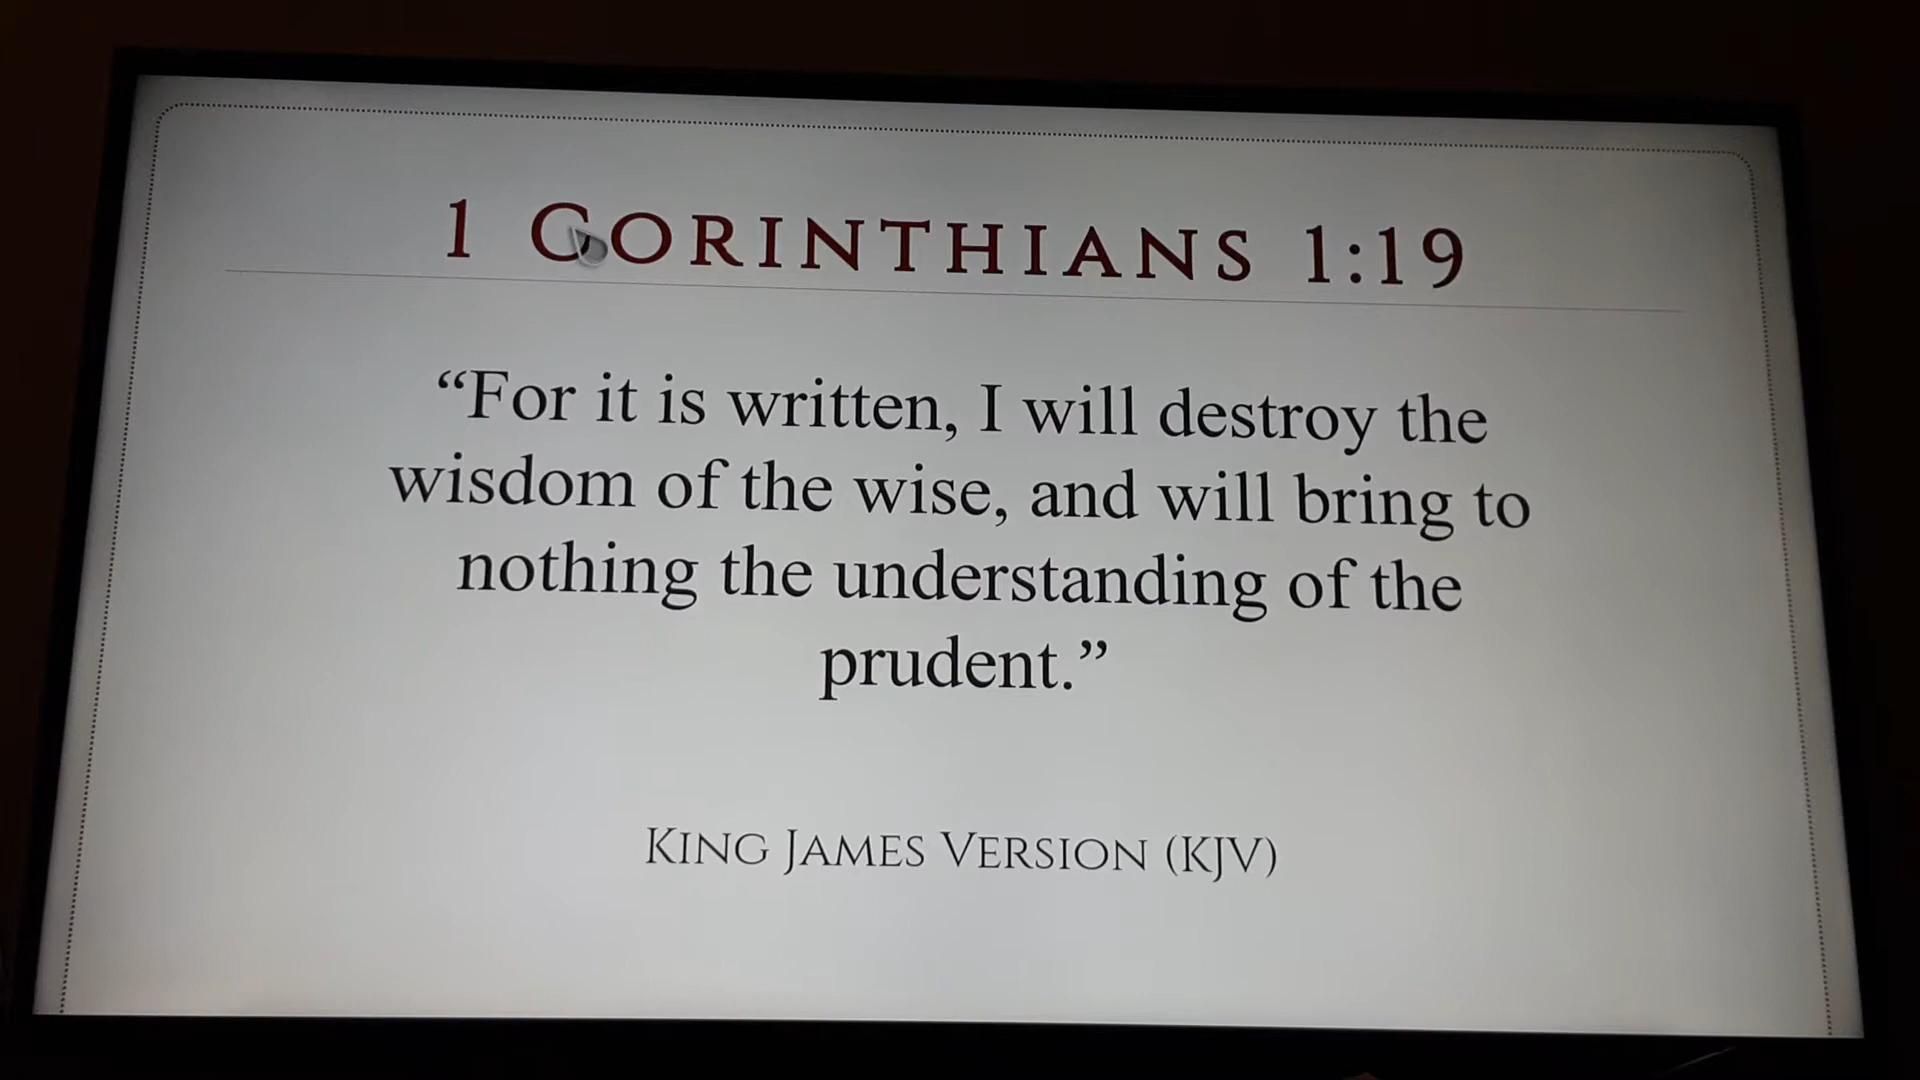 1 CORINTHIANS 1:19
“For it is written, I will destroy the
wisdom of the wise, and will bring to
nothing the understanding of the
prudent.”
KING JAMES VERSION (KJV)